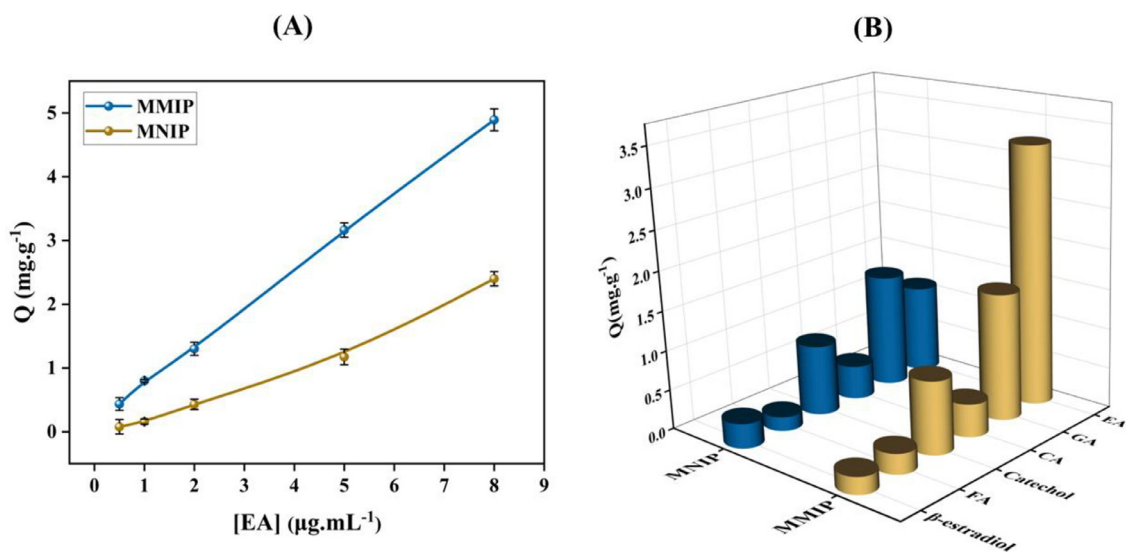 (A)
(B)
MMIP
MNIP
5
4
3
2
1
0
Q (mg.g⁻¹)
0 1 2 3 4 5 6 7 8 9
[EA] (µg.mL⁻¹)
3.5
3.0
2.5
2.0
1.5
1.0
0.5
0.0
Q(mg.g⁻¹)
MNIP
MMIP
EA
GA
CA
Catechol
FA
β-estradiol